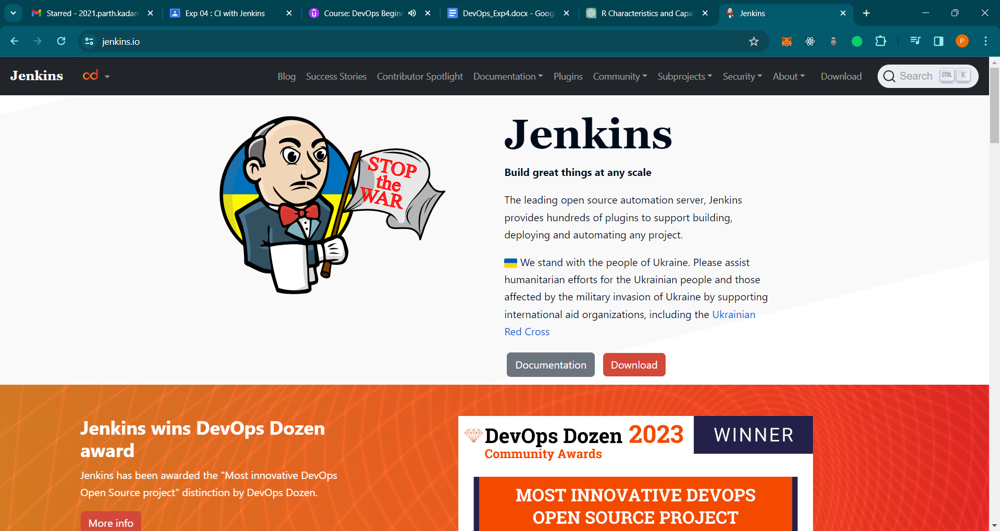 Starred - 2021.parth.kadam
Exp 04 : CI with Jenkins
Course: DevOps Beginn
DevOps_Exp4.docx - Goog
R Characteristics and Capa
Jenkins
jenkins.io
P
Jenkins
cd
Blog
Success Stories
Contributor Spotlight
Documentation
Plugins
Community
Subprojects
Security
About
Download
Search CTRL K
STOP
the
WAR
Jenkins
Build great things at any scale
The leading open source automation server, Jenkins
provides hundreds of plugins to support building,
deploying and automating any project.
We stand with the people of Ukraine. Please assist
humanitarian efforts for the Ukrainian people and those
affected by the military invasion of Ukraine by supporting
international aid organizations, including the Ukrainian
Red Cross
Documentation
Download
Jenkins wins DevOps Dozen
award
Jenkins has been awarded the "Most innovative DevOps
Open Source project" distinction by DevOps Dozen.
More info
DevOps Dozen 2023
Community Awards
WINNER
MOST INNOVATIVE DEVOPS
OPEN SOURCE PROJECT